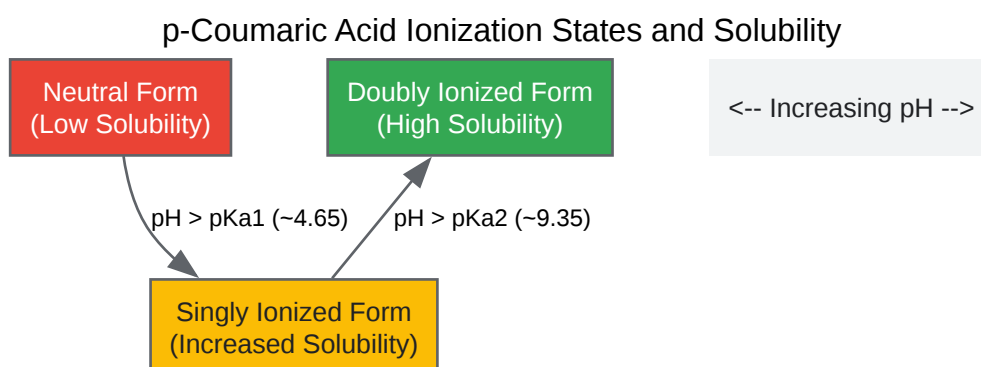 p-Coumaric Acid Ionization States and Solubility
Neutral Form
(Low Solubility)
Doubly Ionized Form
(High Solubility)
<-- Increasing pH -->
pH > pKa1 (~4.65)
pH > pKa2 (~9.35)
Singly Ionized Form
(Increased Solubility)